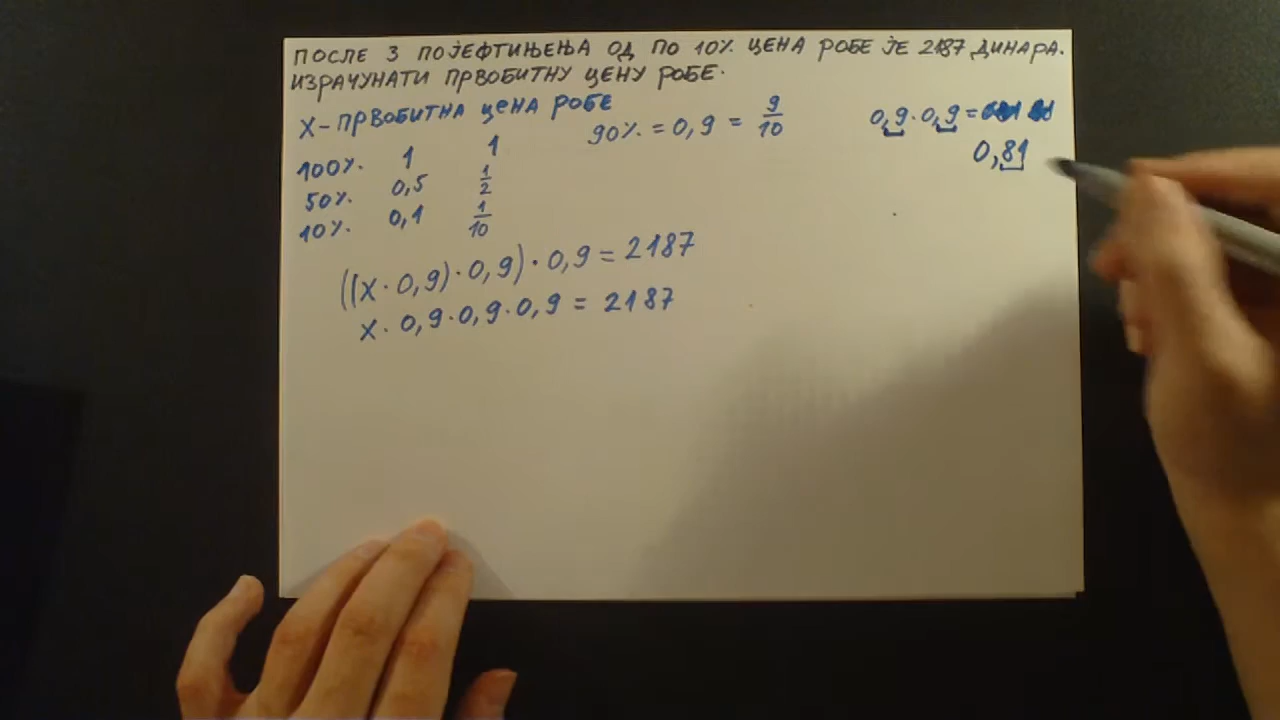 ПОСЛЕ 3 ПОЈЕФТИЊЕЊА ОД ПО 10% ЦЕНА РОБЕ ЈЕ 2187 ДИНАРА.
ИЗРАЧУНАТИ ПРВОБИТНУ ЦЕНУ РОБЕ.
X - ПРВОБИТНА ЦЕНА РОБЕ
90% = 0,9 = 9/10
0,9 · 0,9 =
0,81
100% 1 1
50% 0,5 1/2
10% 0,1 1/10
((X · 0,9) · 0,9) · 0,9 = 2187
X · 0,9 · 0,9 · 0,9 = 2187